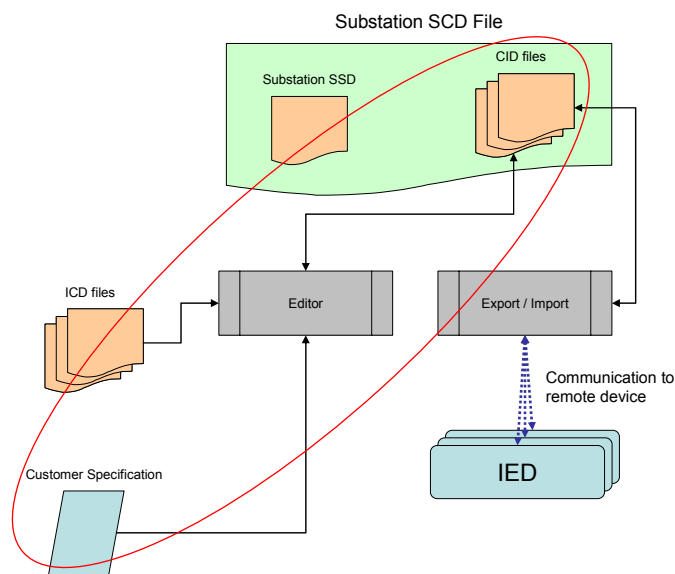 Substation SCD File
CID files
Substation SSD
ICD files
Editor
Export / Import
Communication to
remote device
IED
Customer Specification